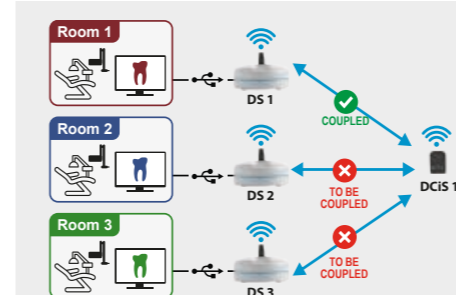 Room 1
DS 1
COUPLED
Room 2
DS 2
TO BE
COUPLED
DCiS 1
Room 3
DS 3
TO BE
COUPLED